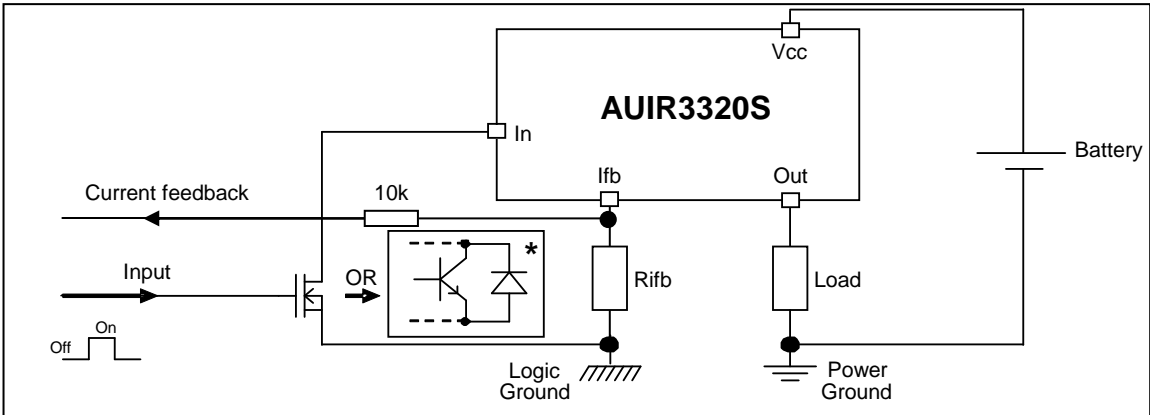 Vcc
AUIR3320S
In
Battery
Ifb
Out
Current feedback
10k
*
Input
OR
Rifb
Load
On
Off
Logic
Ground
Power
Ground